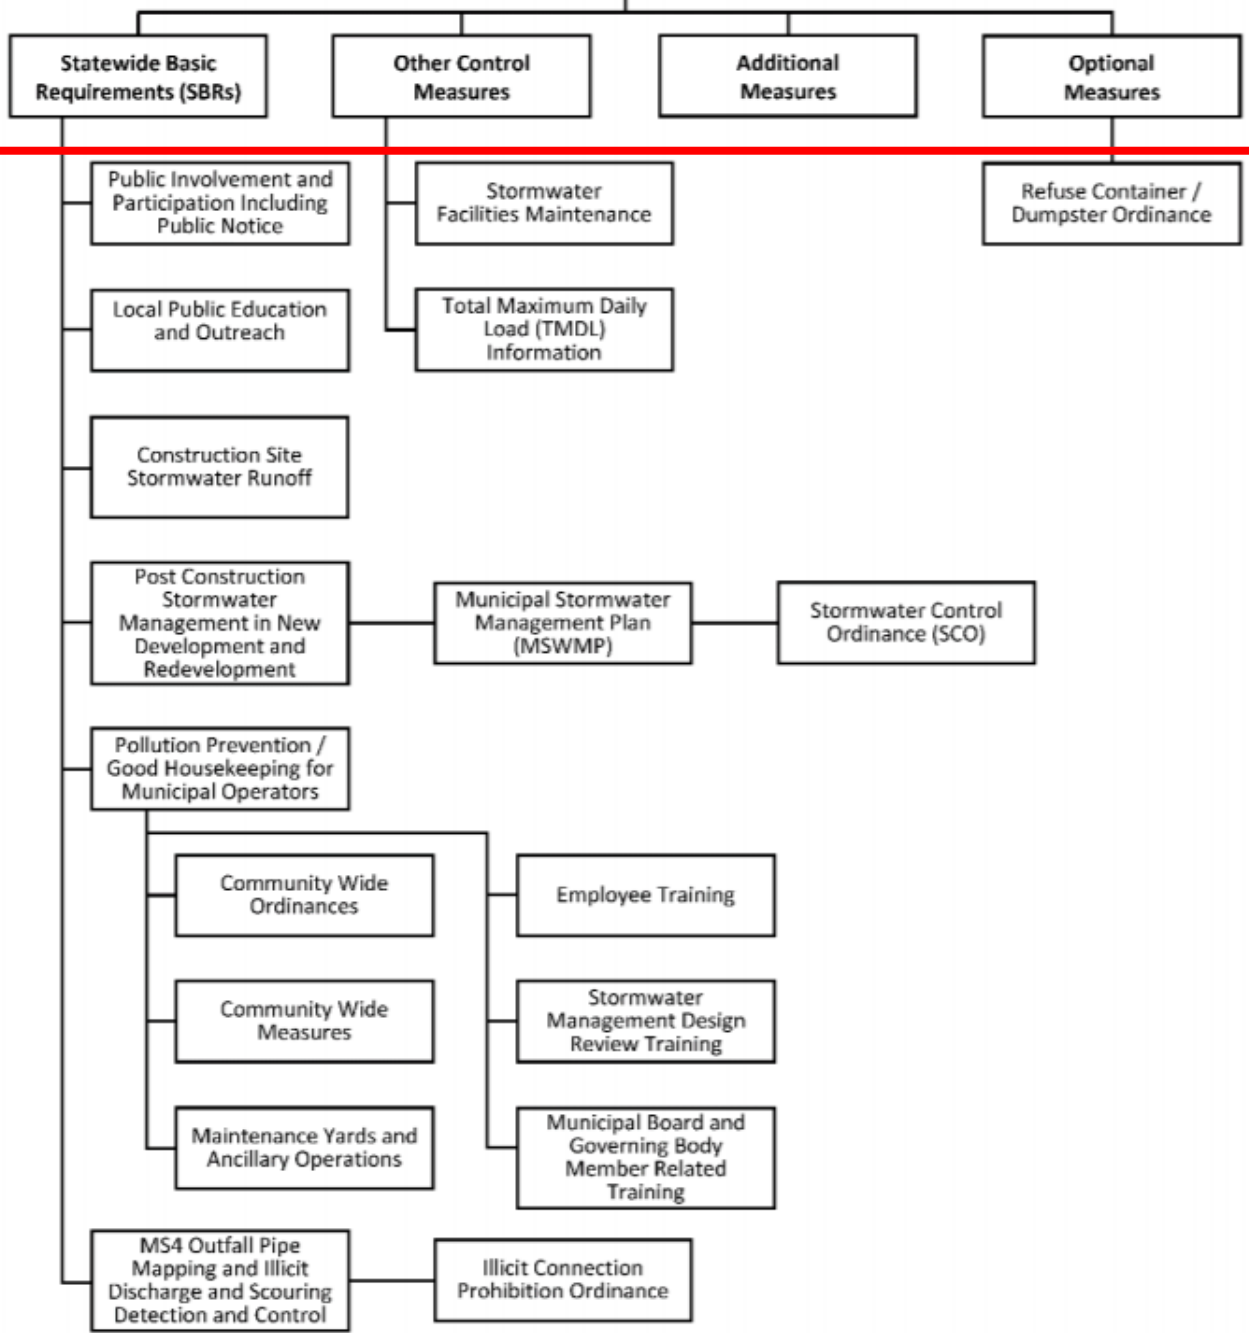 Statewide Basic
Requirements (SBRs)
Other Control
Measures
Additional
Measures
Optional
Measures
Public Involvement and
Participation Including
Public Notice
Stormwater
Facilities Maintenance
Refuse Container /
Dumpster Ordinance
Local Public Education
and Outreach
Total Maximum Daily
Load (TMDL)
Information
Construction Site
Stormwater Runoff
Post Construction
Stormwater
Management in New
Development and
Redevelopment
Municipal Stormwater
Management Plan
(MSWMP)
Stormwater Control
Ordinance (SCO)
Pollution Prevention /
Good Housekeeping for
Municipal Operators
Community Wide
Ordinances
Employee Training
Community Wide
Measures
Stormwater
Management Design
Review Training
Maintenance Yards and
Ancillary Operations
Municipal Board and
Governing Body
Member Related
Training
MS4 Outfall Pipe
Mapping and Illicit
Discharge and Scouring
Detection and Control
Illicit Connection
Prohibition Ordinance